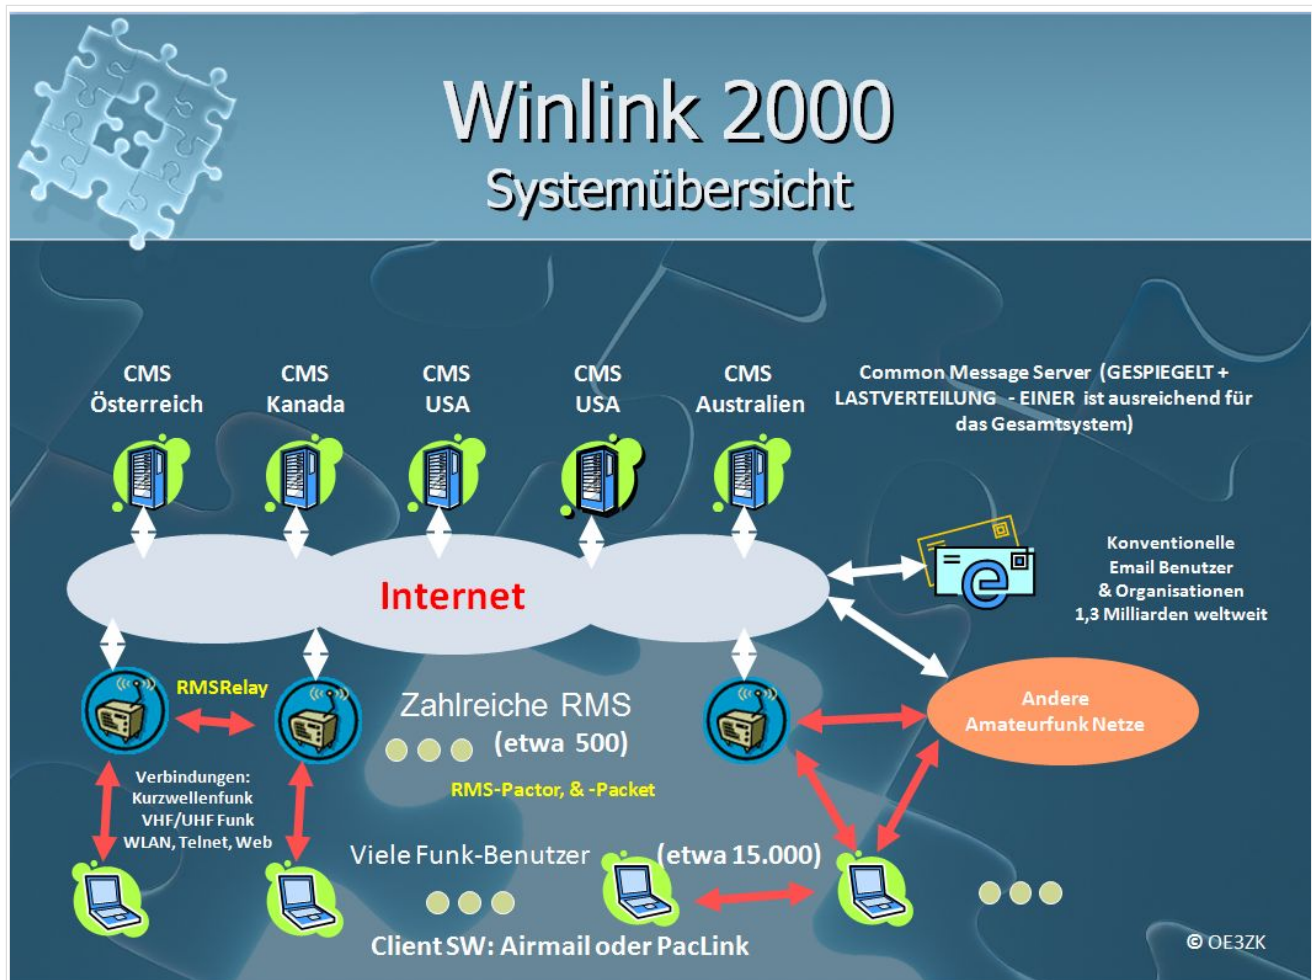 Winlink 2000
Systemübersicht
CMS
Österreich
CMS
Kanada
CMS
USA
CMS
USA
CMS
Australien
Common Message Server (GESPIEGELT +
LASTVERTEILUNG - EINER ist ausreichend für
das Gesamtsystem)
Internet
Konventionelle
Email Benutzer
& Organisationen
1,3 Milliarden weltweit
RMSRelay
Zahlreiche RMS
(etwa 500)
Andere
Amateurfunk Netze
RMS-Pactor, & -Packet
Verbindungen:
Kurzwellenfunk
VHF/UHF Funk
WLAN, Telnet, Web
Viele Funk-Benutzer (etwa 15.000)
Client SW: Airmail oder PacLink
© OE3ZK